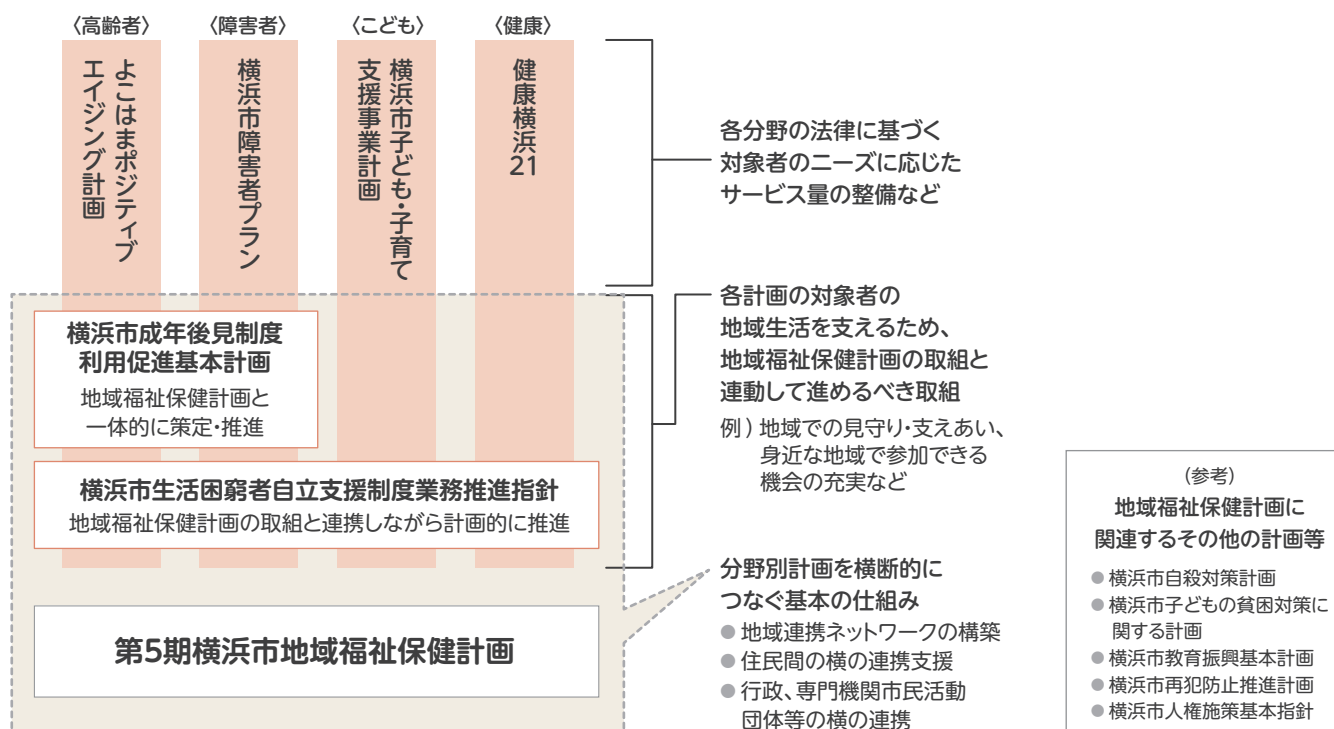 〈高齢者〉
〈障害者〉
〈こども〉
〈健康〉
よこはまポジティブ
エイジング計画
横浜市障害者プラン
横浜市子ども・子育て
支援事業計画
健康横浜21
各分野の法律に基づく
対象者のニーズに応じた
サービス量の整備など
横浜市成年後見制度
利用促進基本計画
地域福祉保健計画と
一体的に策定・推進
横浜市生活困窮者自立支援制度業務推進指針
地域福祉保健計画の取組と連携しながら計画的に推進
第5期横浜市地域福祉保健計画
各計画の対象者の
地域生活を支えるため、
地域福祉保健計画の取組と
連動して進めるべき取組
例）地域での見守り・支えあい、
身近な地域で参加できる
機会の充実など
分野別計画を横断的に
つなぐ基本の仕組み
●地域連携ネットワークの構築
●住民間の横の連携支援
●行政、専門機関市民活動
団体等の横の連携
（参考）
地域福祉保健計画に
関連するその他の計画等
●横浜市自殺対策計画
●横浜市子どもの貧困対策に
関する計画
●横浜市教育振興基本計画
●横浜市再犯防止推進計画
●横浜市人権施策基本指針